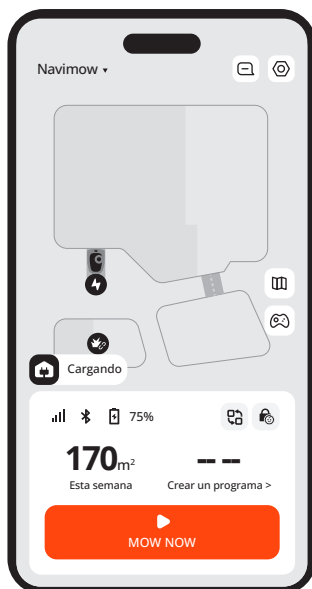 Navimow
Cargando
75%
170m²
-- --
Esta semana
Crear un programa >
MOW NOW